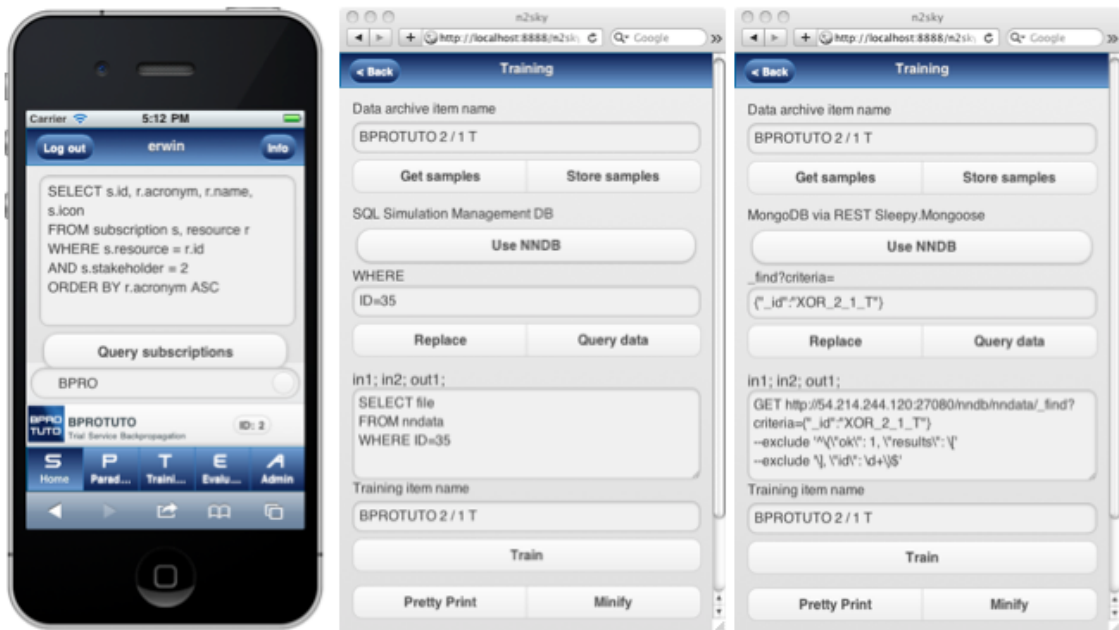 Carrier 5:12 PM
Log out erwin Info
SELECT s.id, r.acronym, r.name,
s.icon
FROM subscription s, resource r
WHERE s.resource = r.id
AND s.stakeholder = 2
ORDER BY r.acronym ASC
Query subscriptions
BPRO
BPRO
TUTO
BPROTUTO
Trial Service Backpropagation
ID: 2
S P T E A
Home Parad... Traini... Evalu... Admin
n2sky
http://localhost:8888/n2sk Google
< Back Training
Data archive item name
BPROTUTO 2 / 1 T
Get samples Store samples
SQL Simulation Management DB
Use NNDB
WHERE
ID=35
Replace Query data
in1; in2; out1;
SELECT file
FROM nndata
WHERE ID=35
Training item name
BPROTUTO 2 / 1 T
Train
Pretty Print Minify
n2sky
http://localhost:8888/n2sk Google
< Back Training
Data archive item name
BPROTUTO 2 / 1 T
Get samples Store samples
MongoDB via REST Sleepy.Mongoose
Use NNDB
_find?criteria=
{"_id":"XOR_2_1_T"}
Replace Query data
in1; in2; out1;
GET http://54.214.244.120:27080/nndb/nndata/_find?
criteria={"_id":"XOR_2_1_T"}
--exclude '^\{\"ok\": 1, \"results\": \['
--exclude '\], \"id\": \d+\}$'
Training item name
BPROTUTO 2 / 1 T
Train
Pretty Print Minify